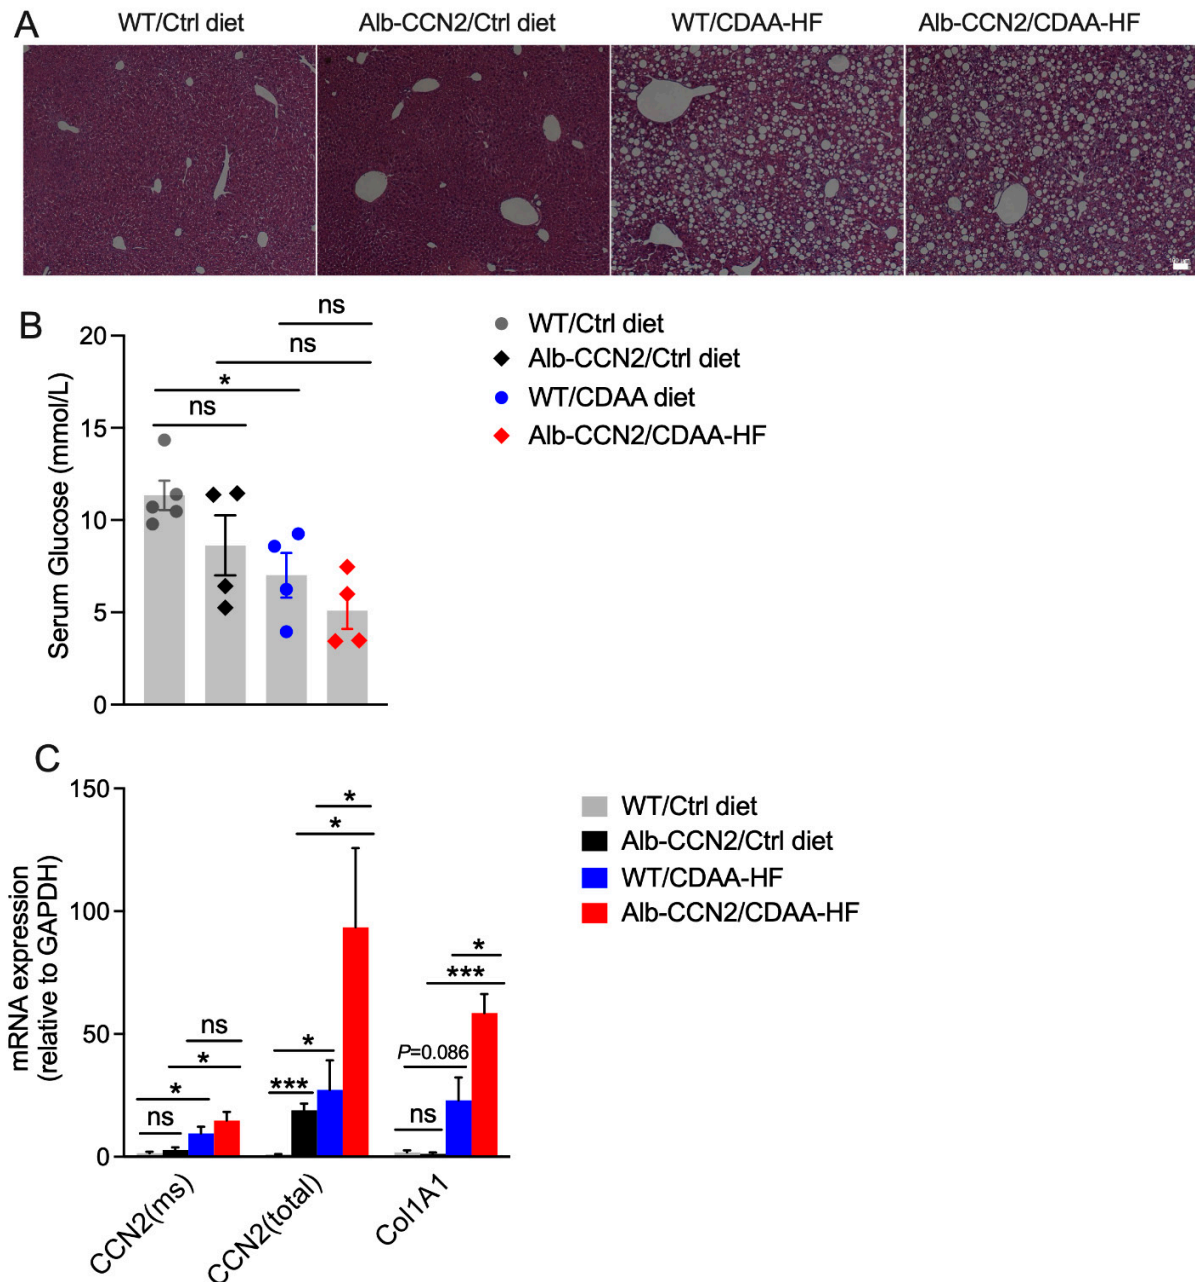 A
WT/Ctrl diet
Alb-CCN2/Ctrl diet
WT/CDAA-HF
Alb-CCN2/CDAA-HF
B
Serum Glucose (mmol/L)
20
15
10
5
0
ns
ns
*
ns
WT/Ctrl diet
Alb-CCN2/Ctrl diet
WT/CDAA diet
Alb-CCN2/CDAA-HF
C
mRNA expression
(relative to GAPDH)
150
100
50
0
ns
*
*
ns
***
*
*
*
ns
P=0.086
***
*
CCN2(ms)
CCN2(total)
Col1A1
WT/Ctrl diet
Alb-CCN2/Ctrl diet
WT/CDAA-HF
Alb-CCN2/CDAA-HF